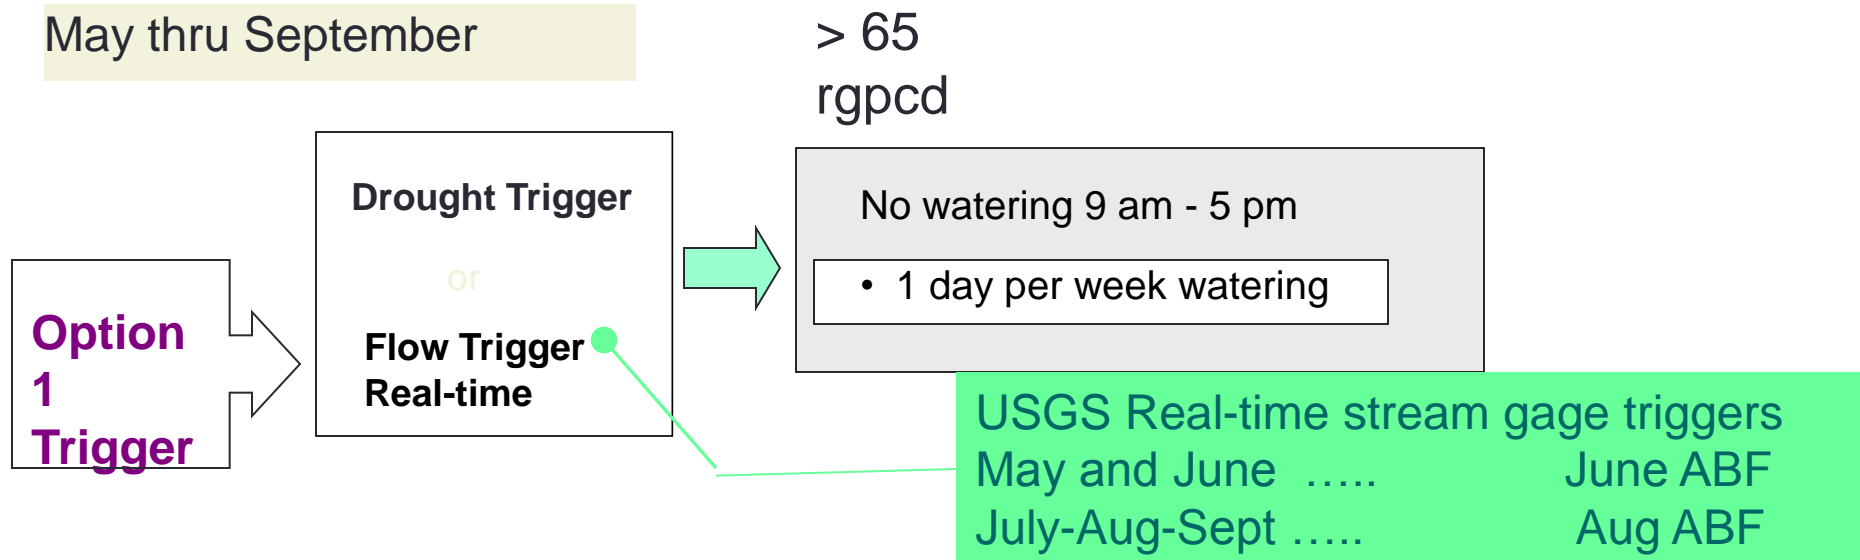 May thru September
> 65
rgpcd
Option
1
Trigger
Drought Trigger
or
Flow Trigger
Real-time
No watering 9 am - 5 pm
• 1 day per week watering
USGS Real-time stream gage triggers
May and June ….. June ABF
July-Aug-Sept ….. Aug ABF